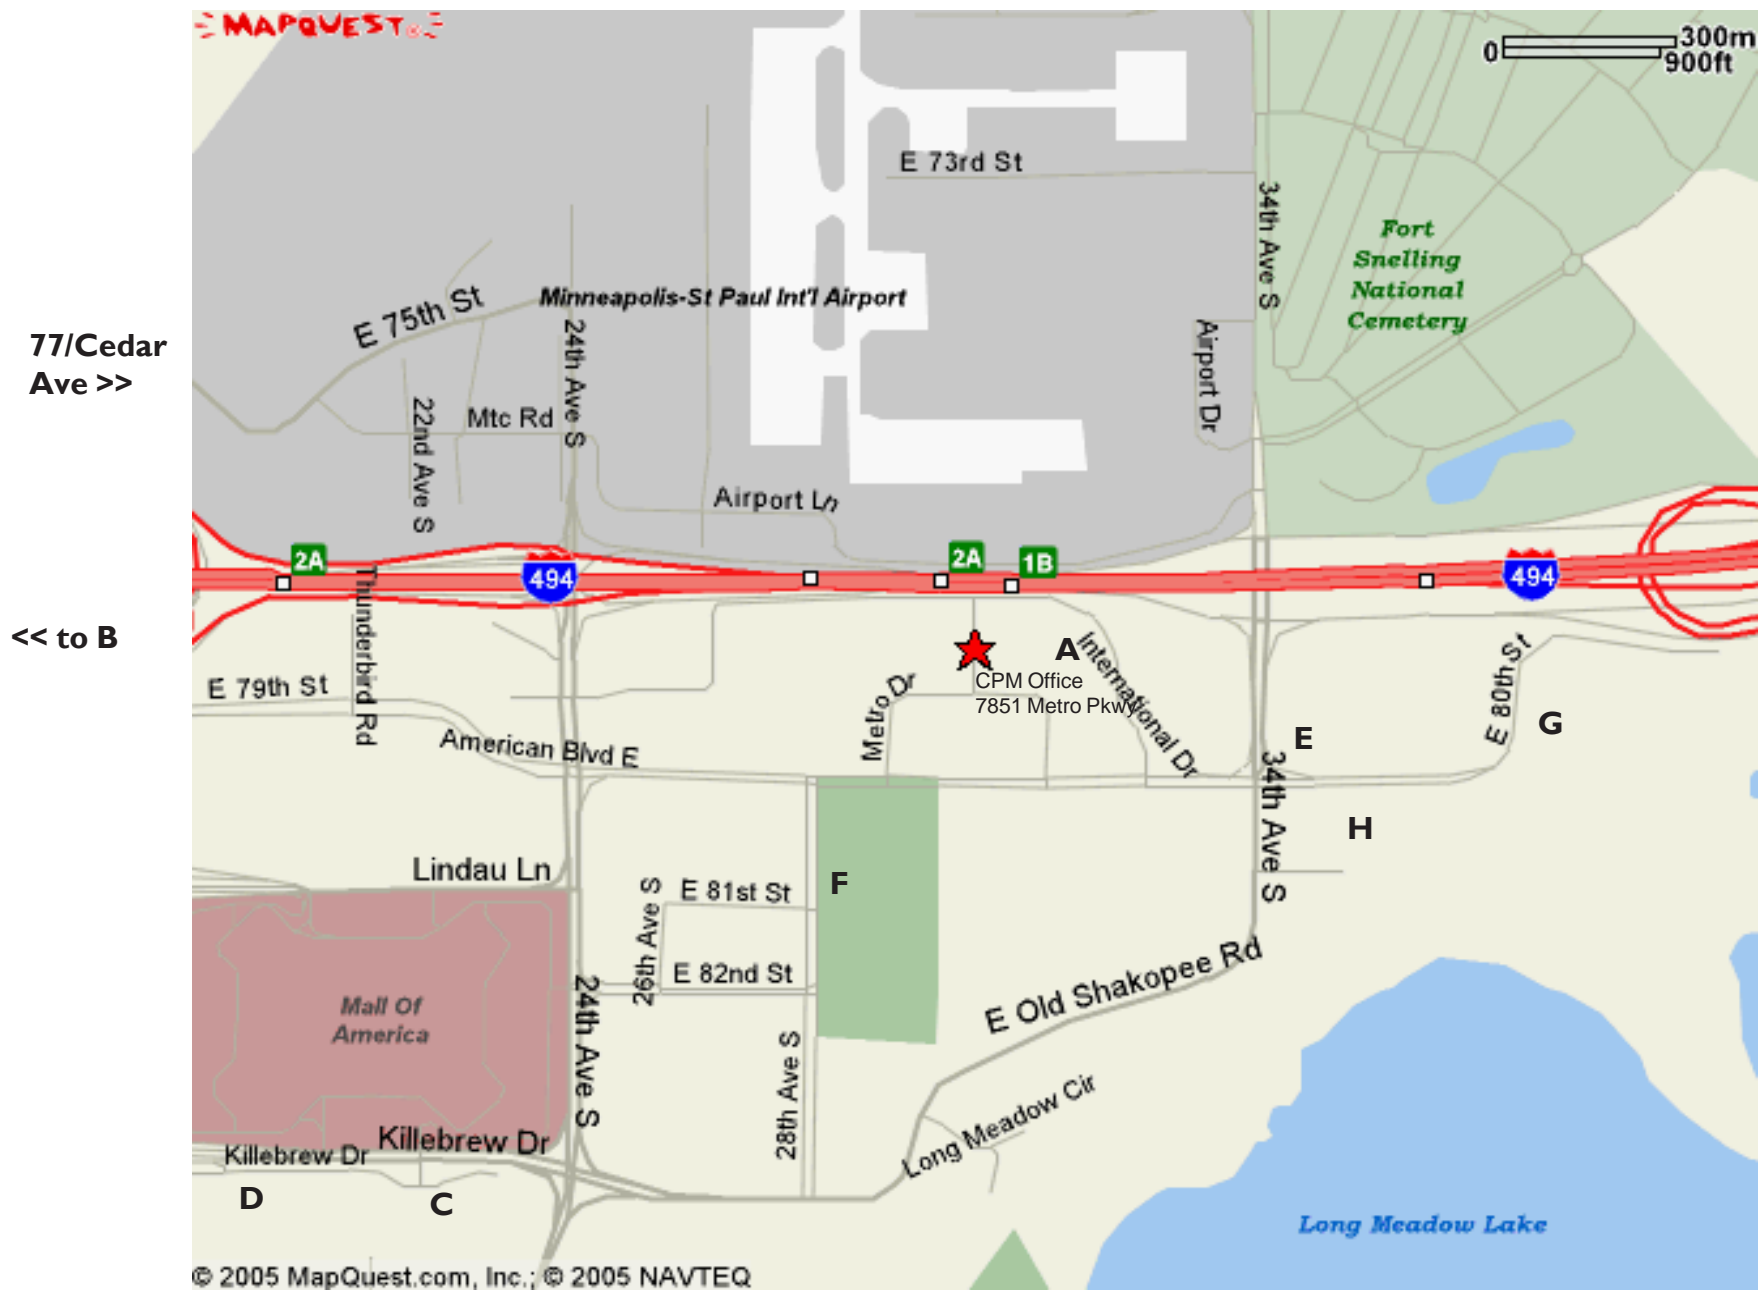 MAPQUEST®
300m
0
900ft
E 73rd St
34th Ave S
Fort
Snelling
National
Cemetery
Minneapolis-St Paul Int'l Airport
E 75th St
24th Ave S
Airport Dr
77/Cedar
Ave >>
22nd Ave S
Mtc Rd
Airport Ln
2A
2A
1B
494
494
Thunderbird Rd
<< to B
A
International Dr
CPM Office
7851 Metro Pkwy
E 79th St
Metro Dr
E 80th St
G
E
American Blvd E
34th Ave S
H
Lindau Ln
F
26th Ave S
E 81st St
E 82nd St
E Old Shakopee Rd
24th Ave S
Mall Of
America
28th Ave S
Long Meadow Cir
Killebrew Dr
Killebrew Dr
D
C
Long Meadow Lake
© 2005 MapQuest.com, Inc.; © 2005 NAVTEQ